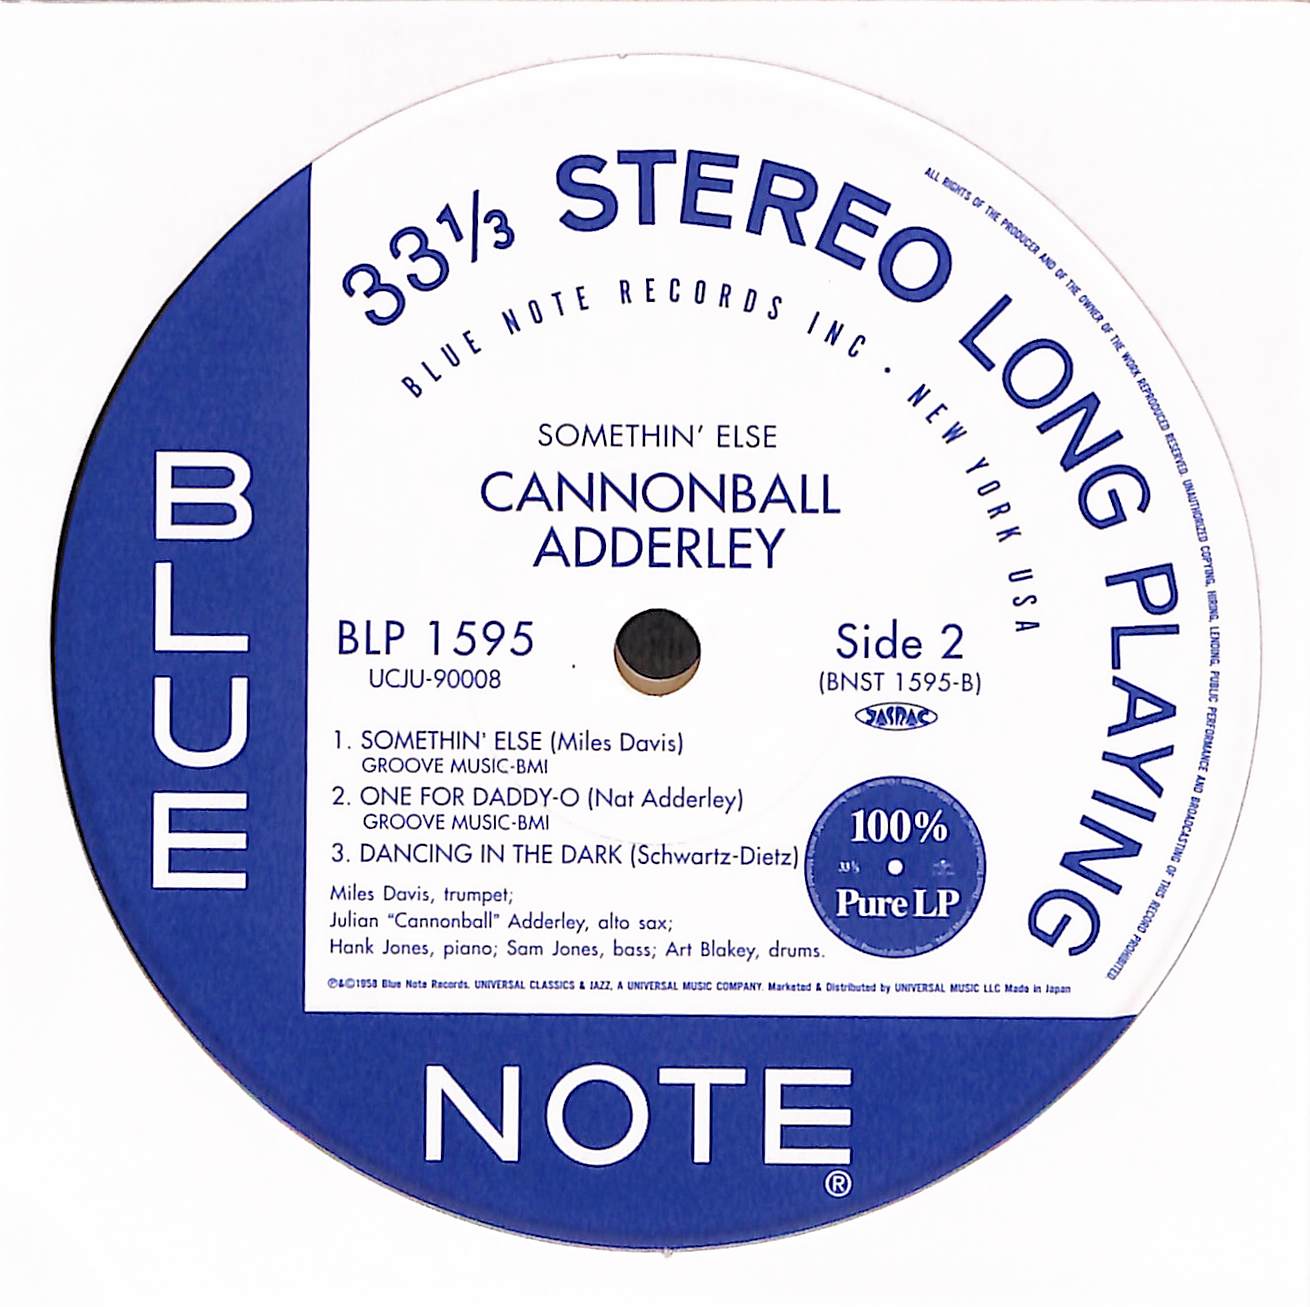 33⅓ STEREO LONG PLAYING
BLUE NOTE RECORDS INC · NEW YORK USA
ALL RIGHTS OF THE PRODUCER AND OF THE OWNER OF THE WORK REPRODUCED RESERVED. UNAUTHORIZED COPYING, HIRING, LENDING, PUBLIC PERFORMANCE AND BROADCASTING OF THIS RECORD PROHIBITED
SOMETHIN' ELSE
CANNONBALL
ADDERLEY
BLP 1595
UCJU-90008
Side 2
(BNST 1595-B)
JASRAC
1. SOMETHIN' ELSE (Miles Davis)
GROOVE MUSIC-BMI
2. ONE FOR DADDY-O (Nat Adderley)
GROOVE MUSIC-BMI
3. DANCING IN THE DARK (Schwartz-Dietz)
100%
33⅓
Pure LP
Miles Davis, trumpet;
Julian "Cannonball" Adderley, alto sax;
Hank Jones, piano; Sam Jones, bass; Art Blakey, drums.
℗&©1958 Blue Note Records. UNIVERSAL CLASSICS & JAZZ, A UNIVERSAL MUSIC COMPANY. Marketed & Distributed by UNIVERSAL MUSIC LLC Made in Japan
BLUE
NOTE®